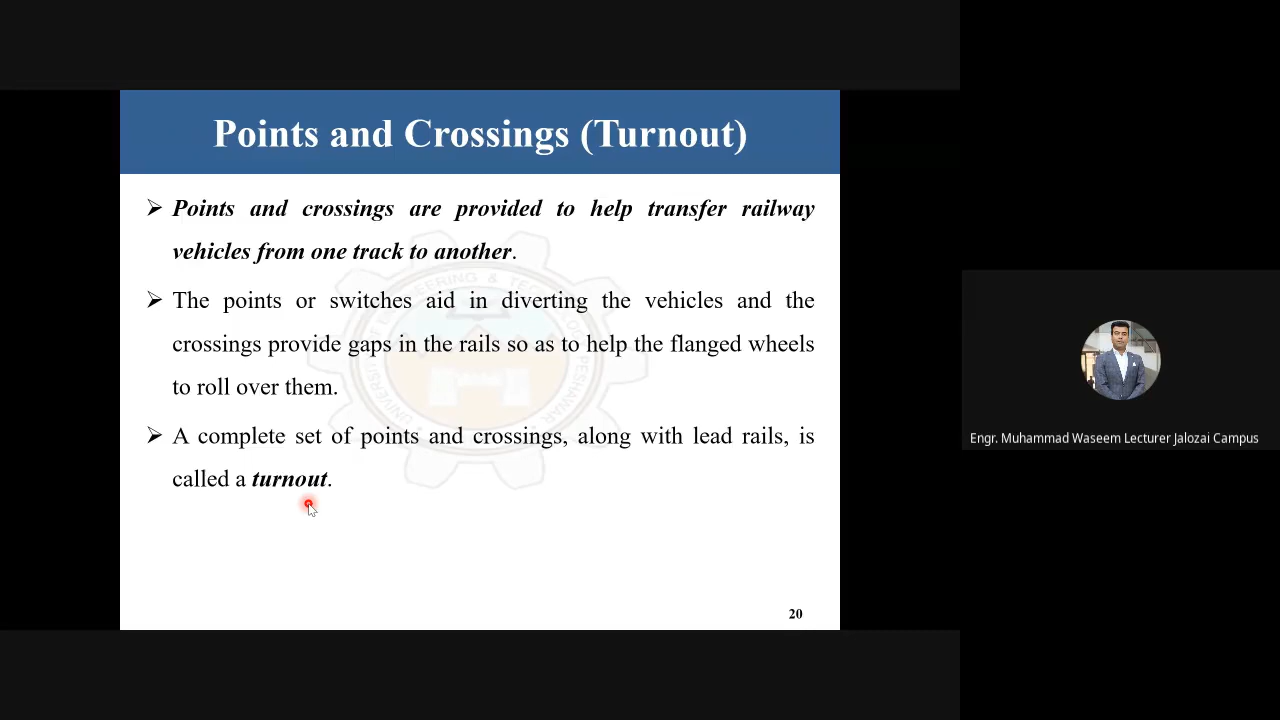 Points and Crossings (Turnout)
➢ Points and crossings are provided to help transfer railway
vehicles from one track to another.
➢ The points or switches aid in diverting the vehicles and the
crossings provide gaps in the rails so as to help the flanged wheels
to roll over them.
➢ A complete set of points and crossings, along with lead rails, is
called a turnout.
20
Engr. Muhammad Waseem Lecturer Jalozai Campus